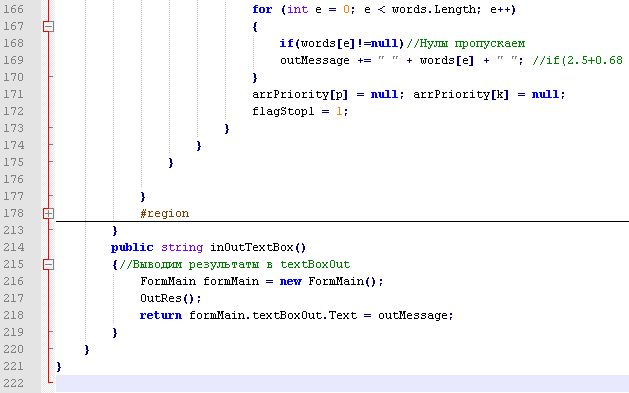 166 for (int e = 0; e < words.Length; e++)
167 {
168 if(words[e]!=null)//Нулы пропускаем
169 outMessage += " " + words[e] + " "; //if(2.5+0.68
170 }
171 arrPriority[p] = null; arrPriority[k] = null;
172 flagStop1 = 1;
173 }
174 }
175 }
176
177 }
178 #region
213 }
214 public string inOutTextBox()
215 {//Выводим результаты в textBoxOut
216 FormMain formMain = new FormMain();
217 OutRes();
218 return formMain.textBoxOut.Text = outMessage;
219 }
220 }
221 }
222